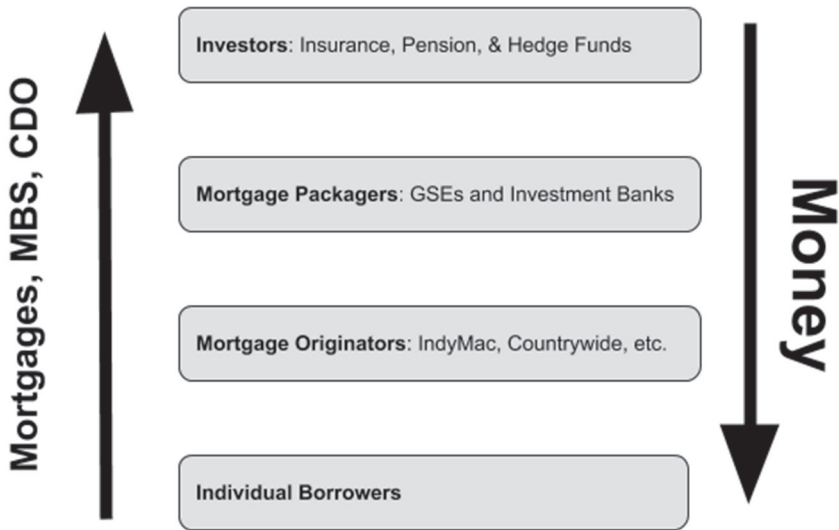 Mortgages, MBS, CDO
Investors: Insurance, Pension, & Hedge Funds
Mortgage Packagers: GSEs and Investment Banks
Mortgage Originators: IndyMac, Countrywide, etc.
Individual Borrowers
Money